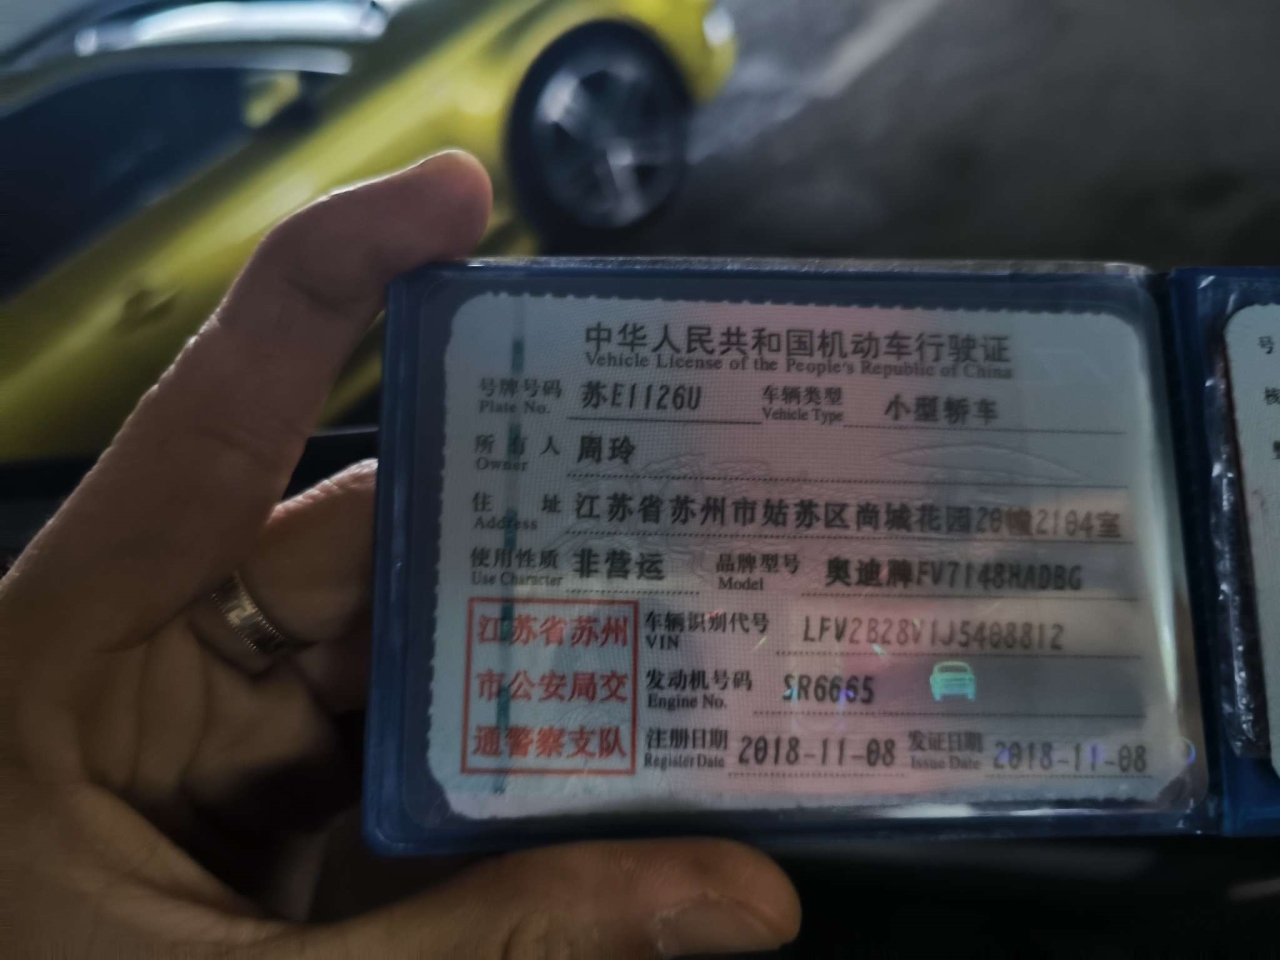 中华人民共和国机动车行驶证
Vehicle License of the People's Republic of China
号牌号码 苏E1126U 车辆类型 小型轿车
Plate No. Vehicle Type
所有人 周玲
Owner
住址 江苏省苏州市姑苏区尚城花园20幢2104室
Address
使用性质 非营运 品牌型号 奥迪牌FV7148HADBG
Use Character Model
江苏省苏州
市公安局交
通警察支队
车辆识别代号 LFV2B28V1J5408812
VIN
发动机号码 SR6665
Engine No.
注册日期 2018-11-08 发证日期 2018-11-08
Register Date Issue Date
号